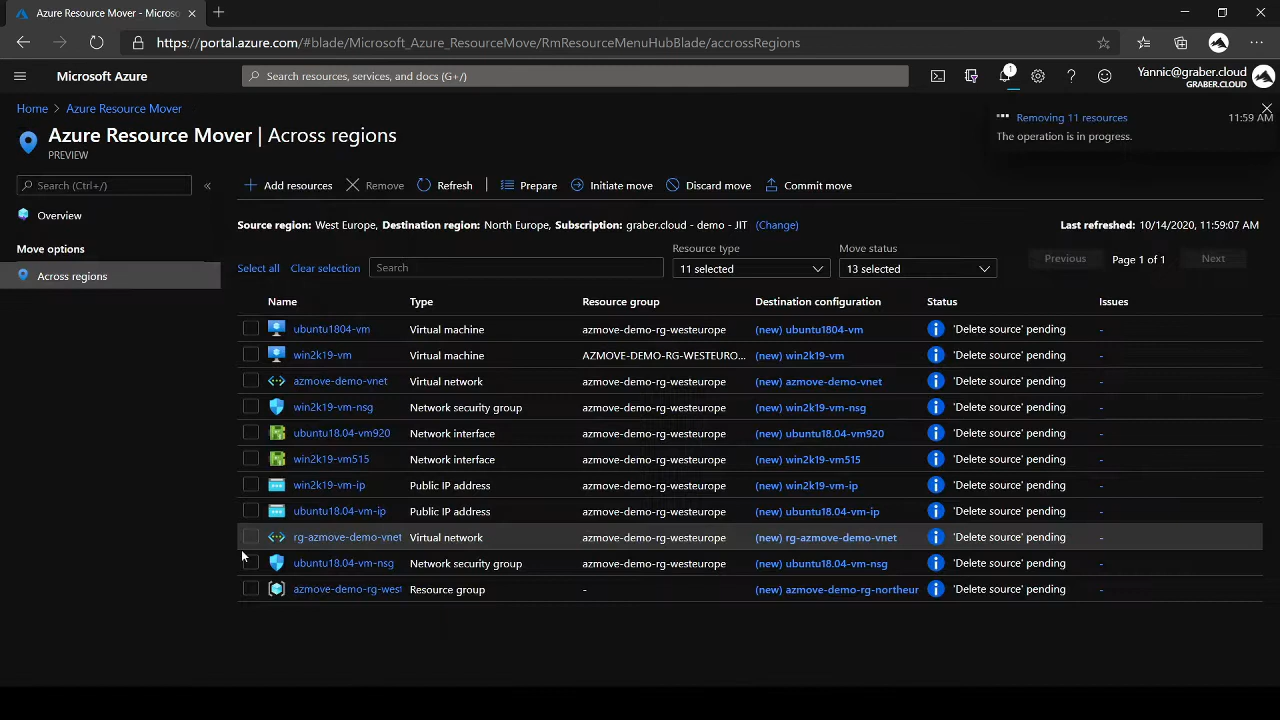 Azure Resource Mover - Microso
https://portal.azure.com/#blade/Microsoft_Azure_ResourceMove/RmResourceMenuHubBlade/accrossRegions
Microsoft Azure
Search resources, services, and docs (G+/)
1
Yannic@graber.cloud
GRABER.CLOUD
Home > Azure Resource Mover
Removing 11 resources
11:59 AM
The operation is in progress.
Azure Resource Mover | Across regions
PREVIEW
Search (Ctrl+/)
Overview
Move options
Across regions
Add resources Remove Refresh Prepare Initiate move Discard move Commit move
Source region: West Europe, Destination region: North Europe, Subscription: graber.cloud - demo - JIT (Change)
Last refreshed: 10/14/2020, 11:59:07 AM
Resource type Move status
Select all Clear selection Search 11 selected 13 selected Previous Page 1 of 1 Next
Name Type Resource group Destination configuration Status Issues
ubuntu1804-vm Virtual machine azmove-demo-rg-westeurope (new) ubuntu1804-vm 'Delete source' pending -
win2k19-vm Virtual machine AZMOVE-DEMO-RG-WESTEURO... (new) win2k19-vm 'Delete source' pending -
azmove-demo-vnet Virtual network azmove-demo-rg-westeurope (new) azmove-demo-vnet 'Delete source' pending -
win2k19-vm-nsg Network security group azmove-demo-rg-westeurope (new) win2k19-vm-nsg 'Delete source' pending -
ubuntu18.04-vm920 Network interface azmove-demo-rg-westeurope (new) ubuntu18.04-vm920 'Delete source' pending -
win2k19-vm515 Network interface azmove-demo-rg-westeurope (new) win2k19-vm515 'Delete source' pending -
win2k19-vm-ip Public IP address azmove-demo-rg-westeurope (new) win2k19-vm-ip 'Delete source' pending -
ubuntu18.04-vm-ip Public IP address azmove-demo-rg-westeurope (new) ubuntu18.04-vm-ip 'Delete source' pending -
rg-azmove-demo-vnet Virtual network azmove-demo-rg-westeurope (new) rg-azmove-demo-vnet 'Delete source' pending -
ubuntu18.04-vm-nsg Network security group azmove-demo-rg-westeurope (new) ubuntu18.04-vm-nsg 'Delete source' pending -
azmove-demo-rg-west Resource group - (new) azmove-demo-rg-northeur 'Delete source' pending -